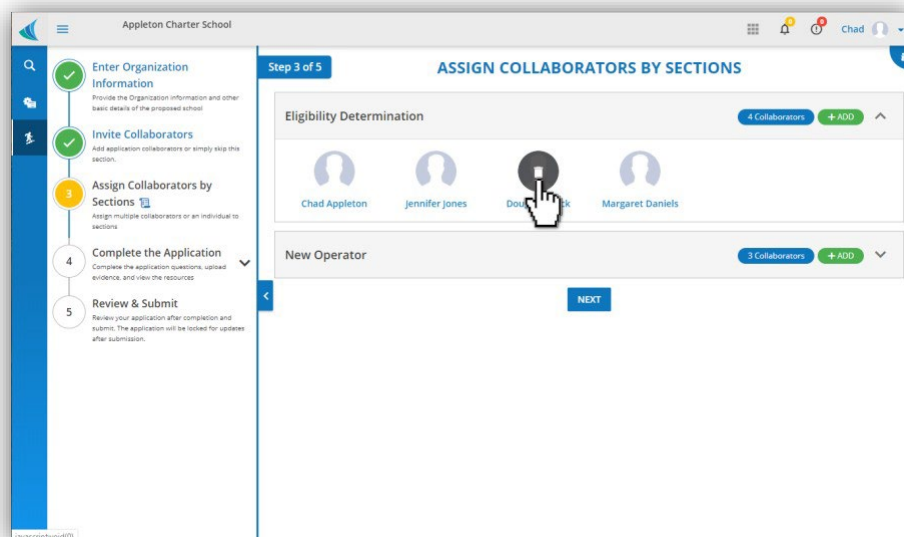 Appleton Charter School
Chad
Enter Organization
Information
Provide the Organization information and other
basic details of the proposed school
Invite Collaborators
Add application collaborators or simply skip this
section.
3
Assign Collaborators by
Sections
Assign multiple collaborators or an individual to
sections
4
Complete the Application
Complete the application questions, upload
evidence, and view the resources
5
Review & Submit
Review your application after completion and
submit. The application will be locked for updates
after submission.
Step 3 of 5
ASSIGN COLLABORATORS BY SECTIONS
Eligibility Determination
4 Collaborators
+ ADD
Chad Appleton
Jennifer Jones
Margaret Daniels
New Operator
3 Collaborators
+ ADD
NEXT
javascript:void(0)